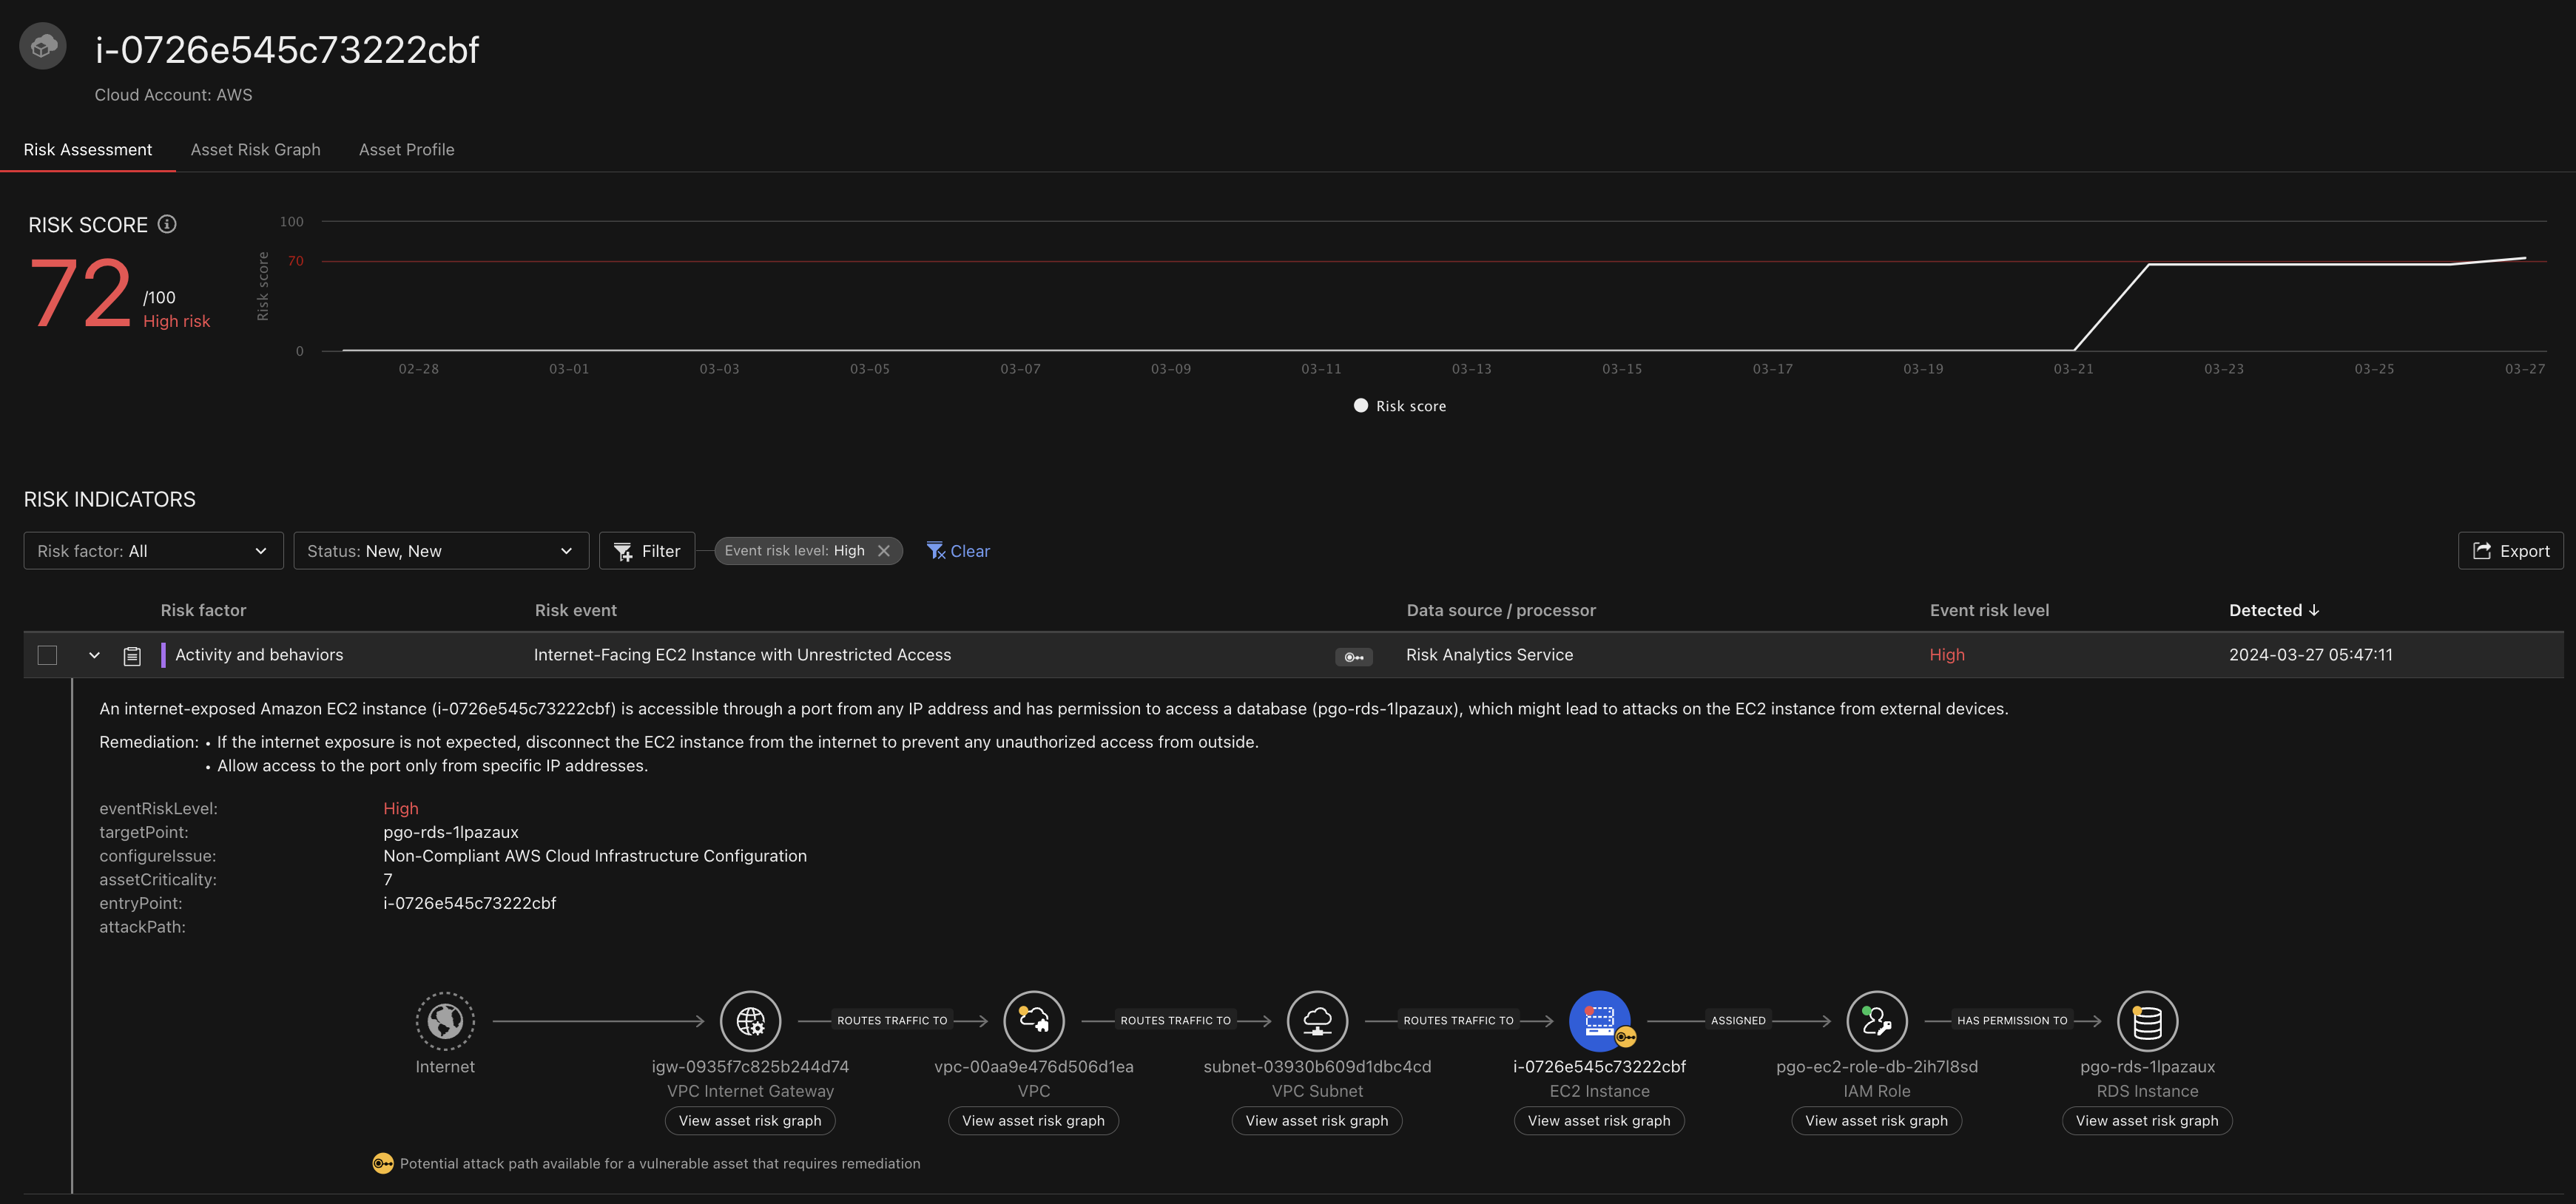 i-0726e545c73222cbf
Cloud Account: AWS
Risk Assessment Asset Risk Graph Asset Profile
RISK SCORE
72 /100
High risk
Risk score
100
70
0
02-28 03-01 03-03 03-05 03-07 03-09 03-11 03-13 03-15 03-17 03-19 03-21 03-23 03-25 03-27
Risk score
RISK INDICATORS
Risk factor: All Status: New, New Filter Event risk level: High Clear Export
Risk factor Risk event Data source / processor Event risk level Detected
Activity and behaviors Internet-Facing EC2 Instance with Unrestricted Access Risk Analytics Service High 2024-03-27 05:47:11
An internet-exposed Amazon EC2 instance (i-0726e545c73222cbf) is accessible through a port from any IP address and has permission to access a database (pgo-rds-1lpazaux), which might lead to attacks on the EC2 instance from external devices.
Remediation: • If the internet exposure is not expected, disconnect the EC2 instance from the internet to prevent any unauthorized access from outside.
• Allow access to the port only from specific IP addresses.
eventRiskLevel: High
targetPoint: pgo-rds-1lpazaux
configureIssue: Non-Compliant AWS Cloud Infrastructure Configuration
assetCriticality: 7
entryPoint: i-0726e545c73222cbf
attackPath:
ROUTES TRAFFIC TO ROUTES TRAFFIC TO ROUTES TRAFFIC TO ASSIGNED HAS PERMISSION TO
Internet igw-0935f7c825b244d74 vpc-00aa9e476d506d1ea subnet-03930b609d1dbc4cd i-0726e545c73222cbf pgo-ec2-role-db-2ih7l8sd pgo-rds-1lpazaux
VPC Internet Gateway VPC VPC Subnet EC2 Instance IAM Role RDS Instance
View asset risk graph View asset risk graph View asset risk graph View asset risk graph View asset risk graph View asset risk graph
Potential attack path available for a vulnerable asset that requires remediation